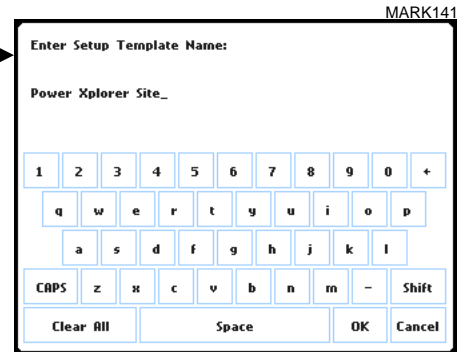 MARK141
Enter Setup Template Name:
Power Xplorer Site_
1 2 3 4 5 6 7 8 9 0 ←
q w e r t y u i o p
a s d f g h j k l
CAPS z x c v b n m – Shift
Clear All Space OK Cancel